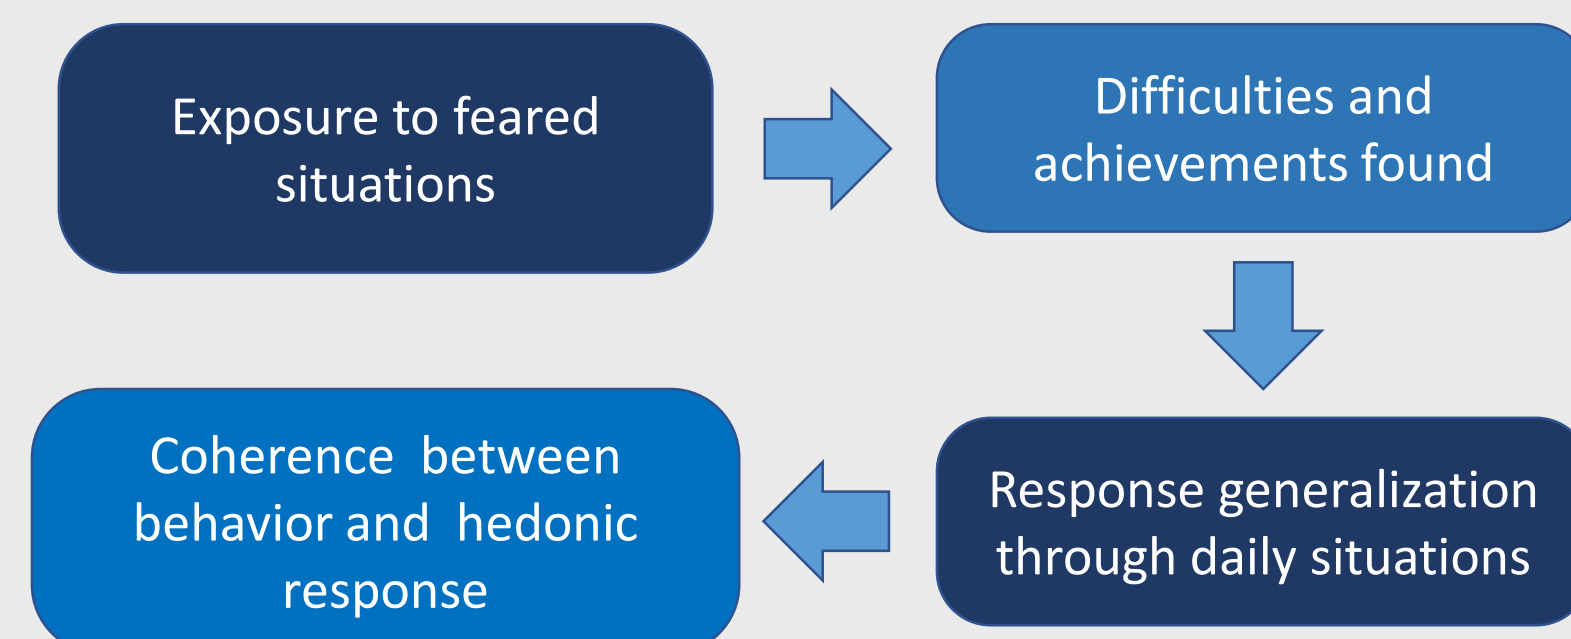 Exposure to feared
situations
Difficulties and
achievements found
Response generalization
through daily situations
Coherence  between
behavior and  hedonic
response